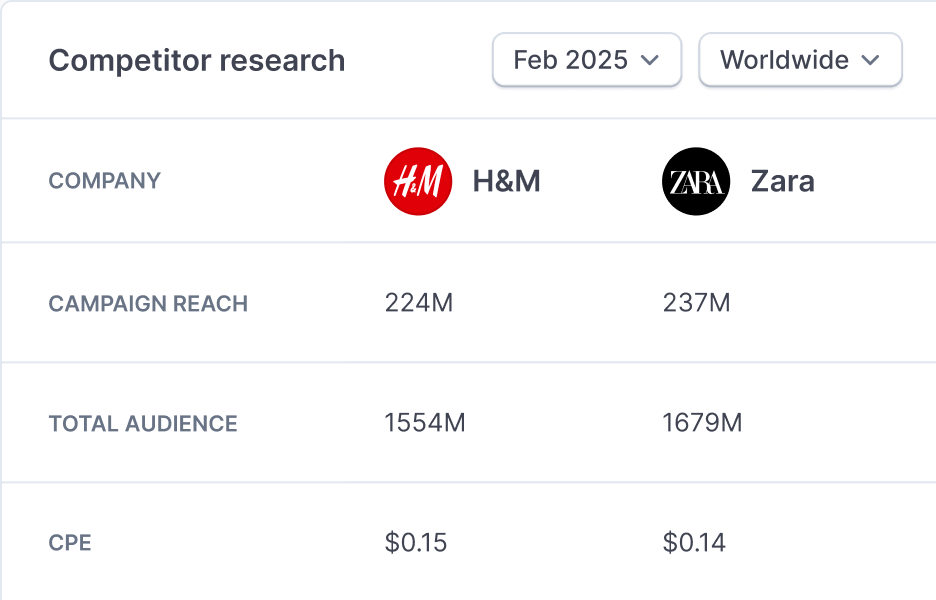 Competitor research Feb 2025 Worldwide
COMPANY H&M H&M ZARA Zara
CAMPAIGN REACH 224M 237M
TOTAL AUDIENCE 1554M 1679M
CPE $0.15 $0.14